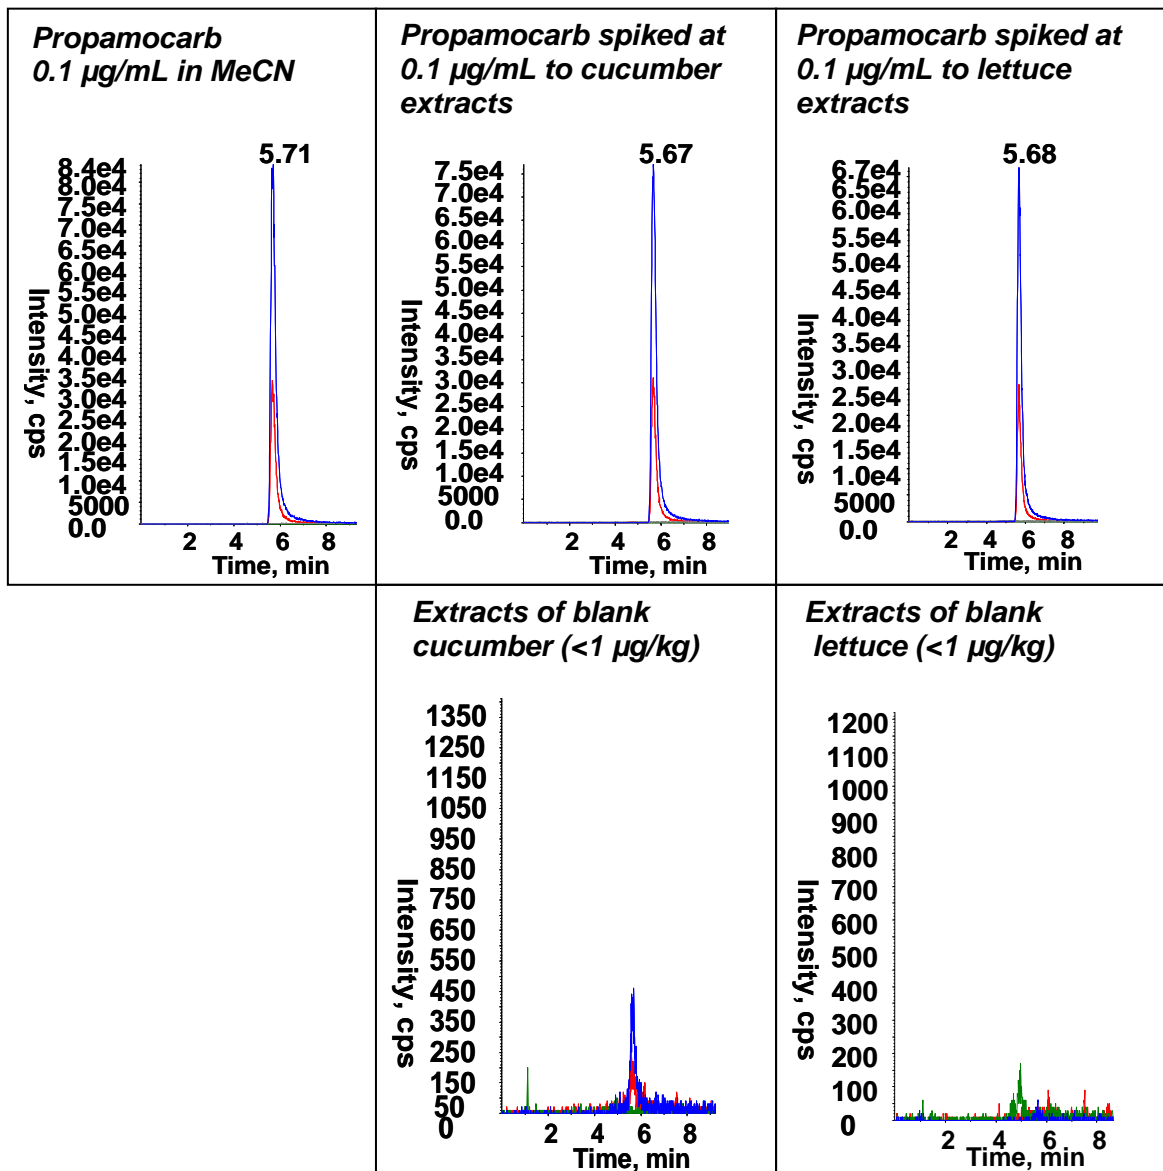 Propamocarb
0.1 µg/mL in MeCN
5.71
8.4e4
8.0e4
7.5e4
7.0e4
6.5e4
6.0e4
5.5e4
5.0e4
4.5e4
4.0e4
3.5e4
3.0e4
2.5e4
2.0e4
1.5e4
1.0e4
5000
0.0
Intensity, cps
2 4 6 8
Time, min
Propamocarb spiked at
0.1 µg/mL to cucumber
extracts
5.67
7.5e4
7.0e4
6.5e4
6.0e4
5.5e4
5.0e4
4.5e4
4.0e4
3.5e4
3.0e4
2.5e4
2.0e4
1.5e4
1.0e4
5000
0.0
Intensity, cps
2 4 6 8
Time, min
Propamocarb spiked at
0.1 µg/mL to lettuce
extracts
5.68
6.7e4
6.5e4
6.0e4
5.5e4
5.0e4
4.5e4
4.0e4
3.5e4
3.0e4
2.5e4
2.0e4
1.5e4
1.0e4
5000
0.0
Intensity, cps
2 4 6 8
Time, min
Extracts of blank
cucumber (<1 µg/kg)
1350
1250
1150
1050
950
850
750
650
550
450
350
250
150
50
0
Intensity, cps
2 4 6 8
Time, min
Extracts of blank
lettuce (<1 µg/kg)
1200
1100
1000
900
800
700
600
500
400
300
200
100
0
Intensity, cps
2 4 6 8
Time, min